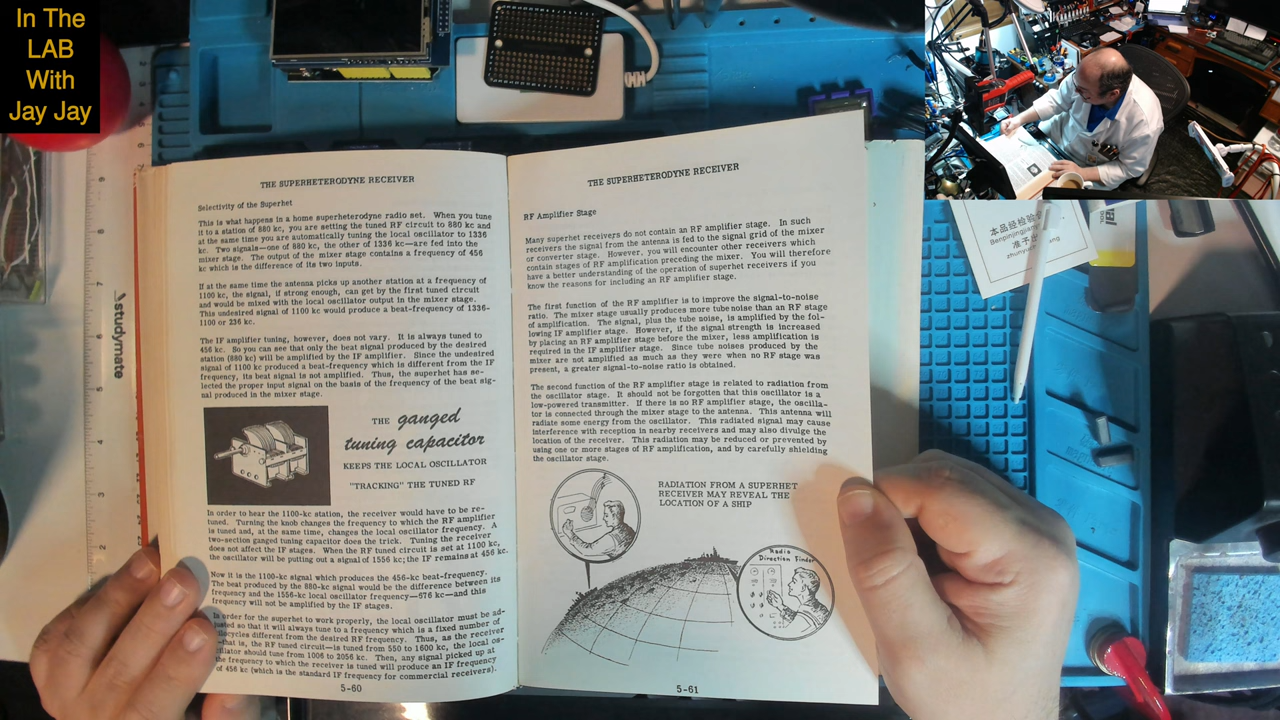 In The
LAB
With
Jay Jay
THE SUPERHETERODYNE RECEIVER
Selectivity of the Superhet
This is what happens in a home superheterodyne radio set. When you tune
it to a station of 880 kc, you are setting the tuned RF circuit to 880 kc and
at the same time you are automatically tuning the local oscillator to 1336
kc. Two signals—one of 880 kc, the other of 1336 kc—are fed into the
mixer stage. The output of the mixer stage contains a frequency of 456
kc which is the difference of its two inputs.
If at the same time the antenna picks up another station at a frequency of
1100 kc, the signal, if strong enough, can get by the first tuned circuit
and would be mixed with the local oscillator output in the mixer stage.
This undesired signal of 1100 kc would produce a beat-frequency of 1336-
1100 or 236 kc.
The IF amplifier tuning, however, does not vary. It is always tuned to
456 kc. So you can see that only the beat signal produced by the desired
station (880 kc) will be amplified by the IF amplifier. Since the undesired
signal of 1100 kc produced a beat-frequency which is different from the IF
frequency, its beat signal is not amplified. Thus, the superhet has se-
lected the proper input signal on the basis of the frequency of the beat sig-
nal produced in the mixer stage.
THE ganged
tuning capacitor
KEEPS THE LOCAL OSCILLATOR
"TRACKING" THE TUNED RF
In order to hear the 1100-kc station, the receiver would have to be re-
tuned. Turning the knob changes the frequency to which the RF amplifier
is tuned and, at the same time, changes the local oscillator frequency. A
two-section ganged tuning capacitor does the trick. Tuning the receiver
does not affect the IF stages. When the RF tuned circuit is set at 1100 kc,
the oscillator will be putting out a signal of 1556 kc; the IF remains at 456 kc.
Now it is the 1100-kc signal which produces the 456-kc beat-frequency.
The beat produced by the 880-kc signal would be the difference between its
frequency and the 1556-kc local oscillator frequency—676 kc—and this
frequency will not be amplified by the IF stages.
In order for the superhet to work properly, the local oscillator must be ad-
justed so that it will always tune to a frequency which is a fixed number of
kilocycles different from the desired RF frequency. Thus, as the receiver
—that is, the RF tuned circuit—is tuned from 550 to 1600 kc, the local os-
cillator should tune from 1006 to 2056 kc. Then, any signal picked up at
the frequency to which the receiver is tuned will produce an IF frequency
of 456 kc (which is the standard IF frequency for commercial receivers).
5-60
THE SUPERHETERODYNE RECEIVER
RF Amplifier Stage
Many superhet receivers do not contain an RF amplifier stage. In such
receivers the signal from the antenna is fed to the signal grid of the mixer
or converter stage. However, you will encounter other receivers which
contain stages of RF amplification preceding the mixer. You will therefore
have a better understanding of the operation of superhet receivers if you
know the reasons for including an RF amplifier stage.
The first function of the RF amplifier is to improve the signal-to-noise
ratio. The mixer stage usually produces more tube noise than an RF stage
of amplification. The signal, plus the tube noise, is amplified by the fol-
lowing IF amplifier stage. However, if the signal strength is increased
by placing an RF amplifier stage before the mixer, less amplification is
required in the IF amplifier stage. Since tube noises produced by the
mixer are not amplified as much as they were when no RF stage was
present, a greater signal-to-noise ratio is obtained.
The second function of the RF amplifier stage is related to radiation from
the oscillator stage. It should not be forgotten that this oscillator is a
low-powered transmitter. If there is no RF amplifier stage, the oscilla-
tor is connected through the mixer stage to the antenna. This antenna will
radiate some energy from the oscillator. This radiated signal may cause
interference with reception in nearby receivers and may also divulge the
location of the receiver. This radiation may be reduced or prevented by
using one or more stages of RF amplification, and by carefully shielding
the oscillator stage.
RADIATION FROM A SUPERHET
RECEIVER MAY REVEAL THE
LOCATION OF A SHIP
Radio
Direction Finder
5-61
studymate
本品经检验
Benpinjingjian
准予出
zhunyuchu